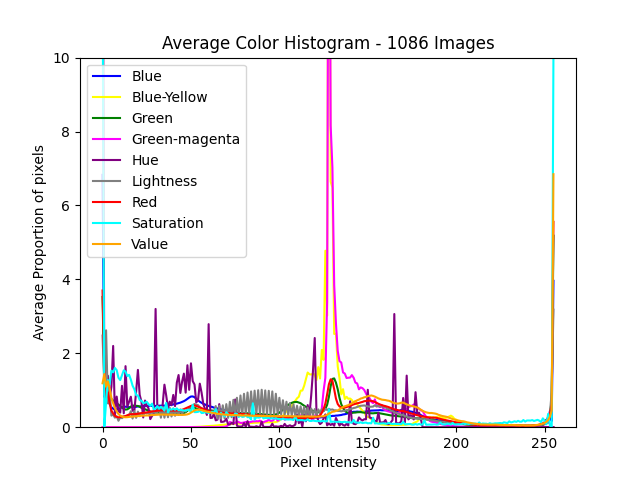 Average Color Histogram - 1086 Images
10
8
6
4
2
0
Average Proportion of pixels
Blue
Blue-Yellow
Green
Green-magenta
Hue
Lightness
Red
Saturation
Value
0 50 100 150 200 250
Pixel Intensity